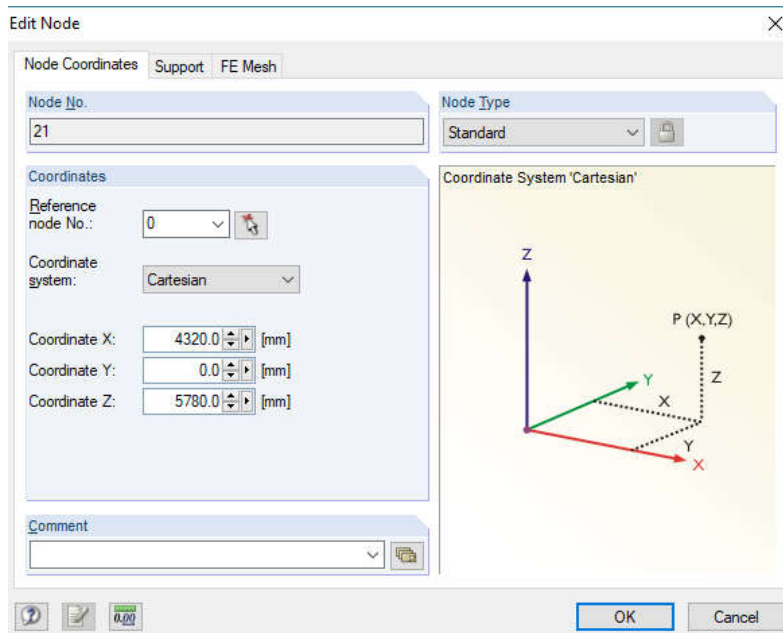 Edit Node
Node Coordinates Support FE Mesh
Node No.
21
Node Type
Standard
Coordinates
Reference
node No.:
0
Coordinate
system:
Cartesian
Coordinate X: 4320.0 [mm]
Coordinate Y: 0.0 [mm]
Coordinate Z: 5780.0 [mm]
Coordinate System 'Cartesian'
Z
P (X,Y,Z)
Y
Z
X
Y
X
Comment
0.00
OK Cancel